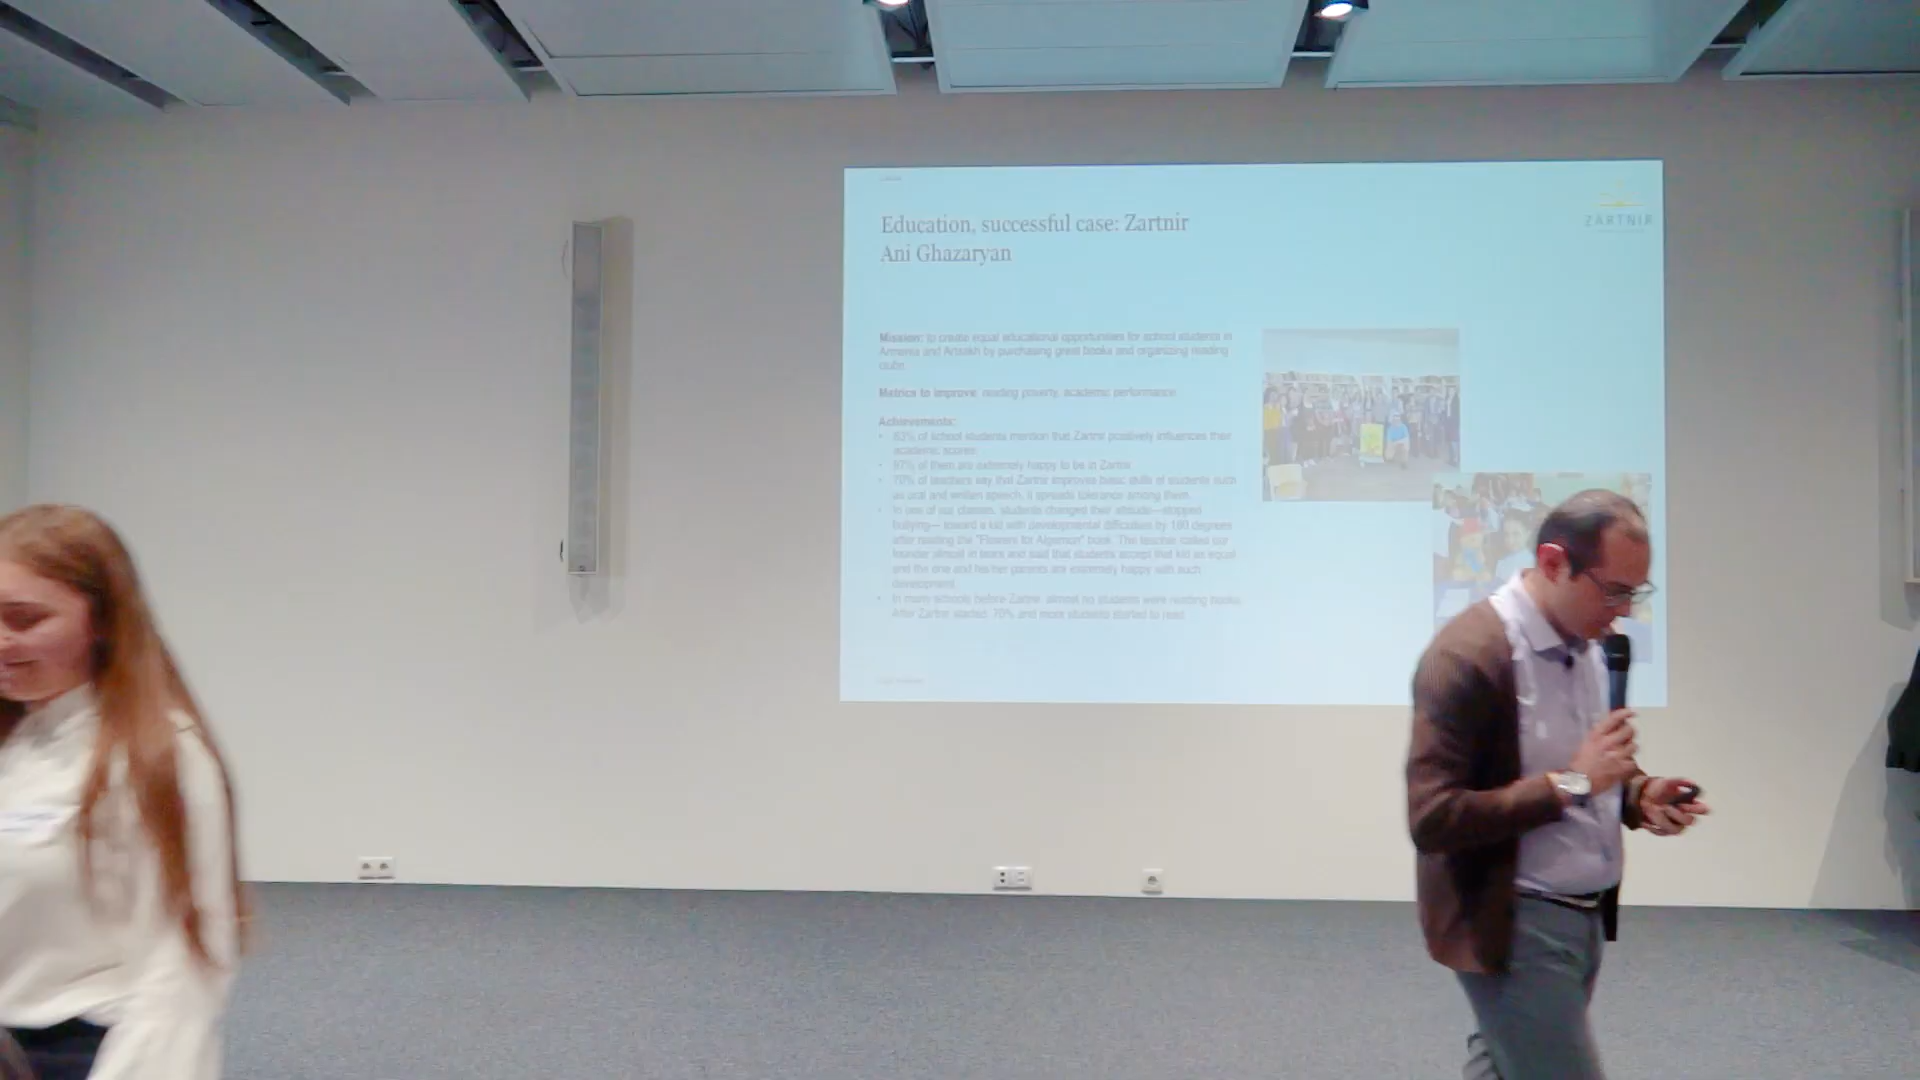 Education, successful case: Zartnir
Ani Ghazaryan
ZARTNIR
Mission: to create equal educational opportunities for school students in
Armenia and Artsakh by purchasing great books and organizing reading
clubs.
Metrics to improve: reading poverty, academic performance
Achievements:
• 83% of school students mention that Zartnir positively influences their
academic scores.
• 97% of them are extremely happy to be in Zartnir
• 70% of teachers say that Zartnir improves basic skills of students such
as oral and written speech, it spreads tolerance among them.
• In one of our classes, students changed their attitude—stopped
bullying— toward a kid with developmental difficulties by 180 degrees
after reading the "Flowers for Algernon" book. The teacher called our
founder almost in tears and said that students accept that kid as equal
and the one and his/her parents are extremely happy with such
development.
• In many schools before Zartnir, almost no students were reading books.
After Zartnir started, 70% and more students started to read.